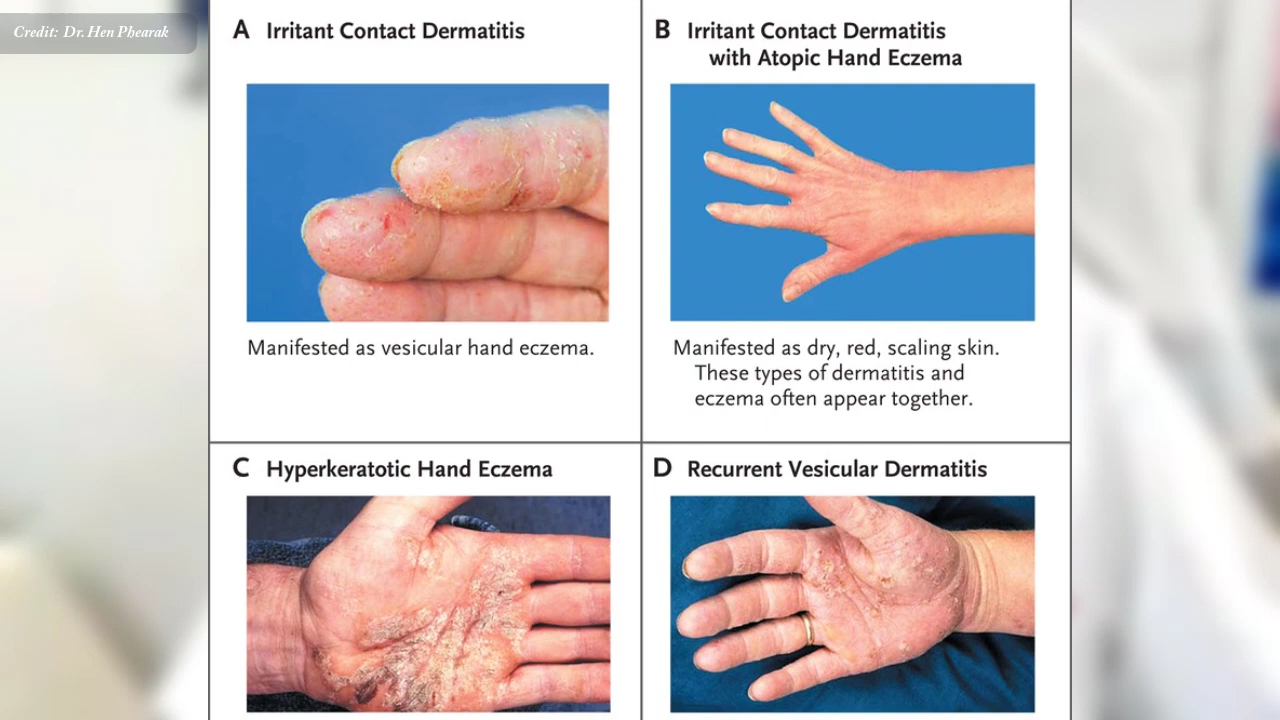 Credit: Dr. Hen Phearak
A Irritant Contact Dermatitis
B Irritant Contact Dermatitis
with Atopic Hand Eczema
Manifested as vesicular hand eczema.
Manifested as dry, red, scaling skin.
These types of dermatitis and
eczema often appear together.
C Hyperkeratotic Hand Eczema
D Recurrent Vesicular Dermatitis